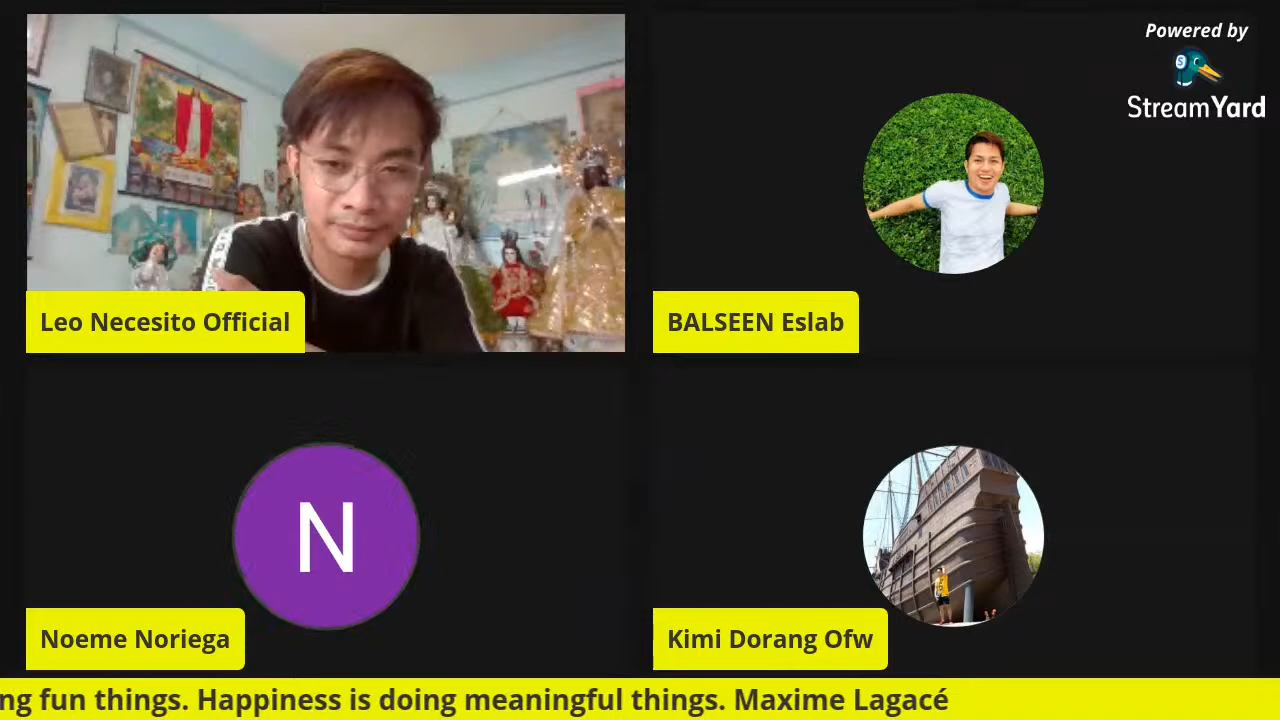 Powered by
StreamYard
Leo Necesito Official
BALSEEN Eslab
N
Noeme Noriega
Kimi Dorang Ofw
ng fun things. Happiness is doing meaningful things. Maxime Lagacé